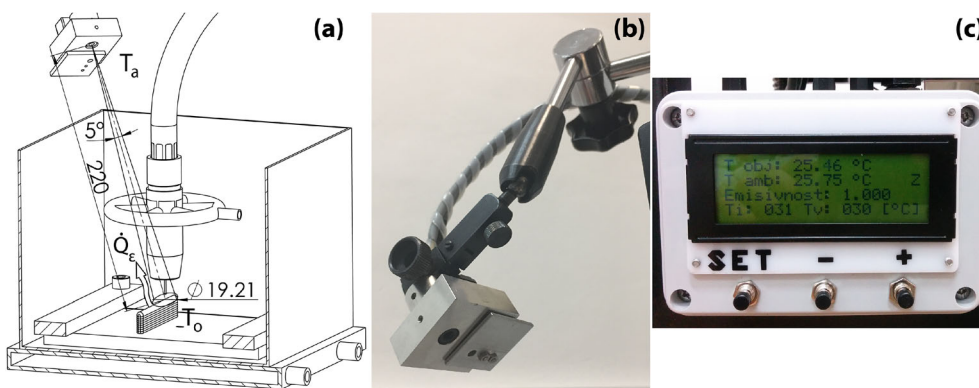 (a)
Tₐ
5°
220
Q̇ε
Ø 19.21
Tₒ
(b)
(c)
T obj: 25.46 °C
T amb: 25.75 °C Z
Emisivnost: 1.000
Ti: 031 Tv: 030 [°C]
SET - +